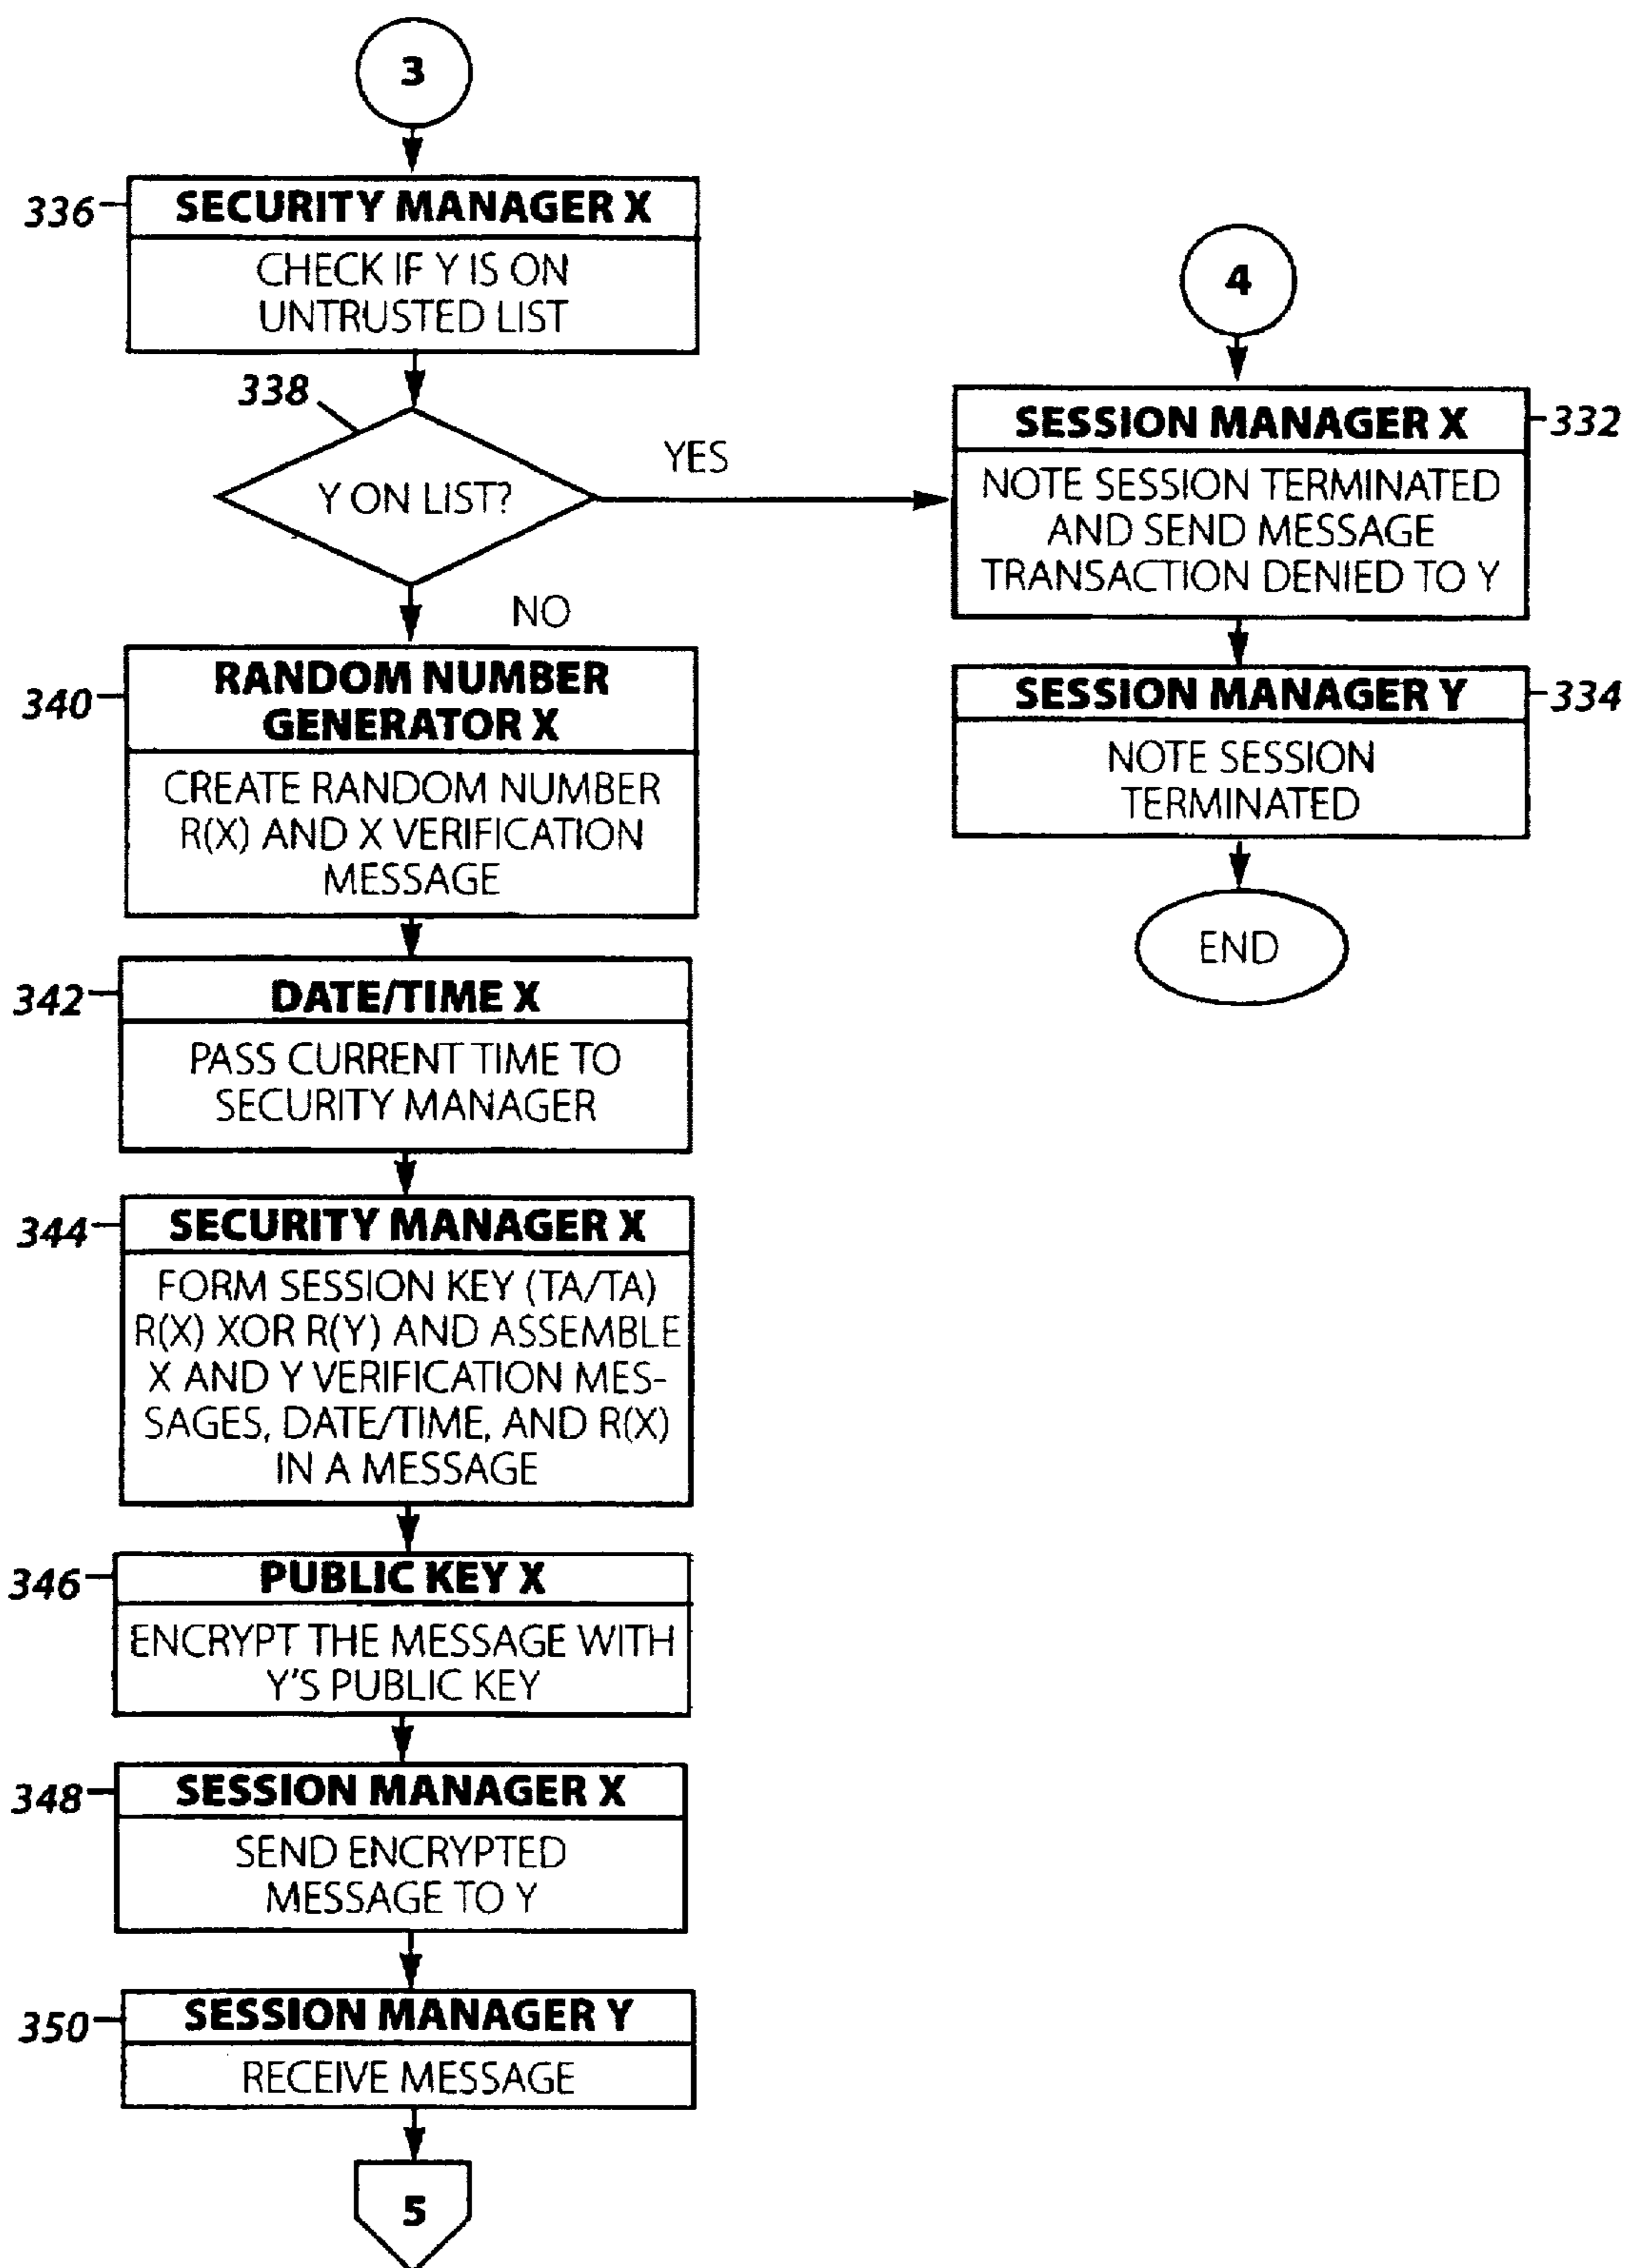 3
336
SECURITY MANAGER X
CHECK IF Y IS ON
UNTRUSTED LIST
338
Y ON LIST?
YES
NO
340
RANDOM NUMBER
GENERATOR X
CREATE RANDOM NUMBER
R(X) AND X VERIFICATION
MESSAGE
342
DATE/TIME X
PASS CURRENT TIME TO
SECURITY MANAGER
344
SECURITY MANAGER X
FORM SESSION KEY (TA/TA)
R(X) XOR R(Y) AND ASSEMBLE
X AND Y VERIFICATION MES-
SAGES, DATE/TIME, AND R(X)
IN A MESSAGE
346
PUBLIC KEY X
ENCRYPT THE MESSAGE WITH
Y'S PUBLIC KEY
348
SESSION MANAGER X
SEND ENCRYPTED
MESSAGE TO Y
350
SESSION MANAGER Y
RECEIVE MESSAGE
5
4
SESSION MANAGER X
332
NOTE SESSION TERMINATED
AND SEND MESSAGE
TRANSACTION DENIED TO Y
SESSION MANAGER Y
334
NOTE SESSION
TERMINATED
END